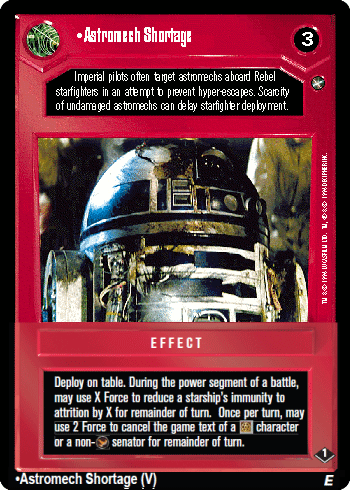 •Astromech Shortage
3
Imperial pilots often target astromechs aboard Rebel
starfighters in an attempt to prevent hyper-escapes. Scarcity
of undamaged astromechs can delay starfighter deployment.
EFFECT
Deploy on table. During the power segment of a battle,
may use X Force to reduce a starship's immunity to
attrition by X for remainder of turn. Once per turn, may
use 2 Force to cancel the game text of a character
or a non- senator for remainder of turn.
1
•Astromech Shortage (V)
E